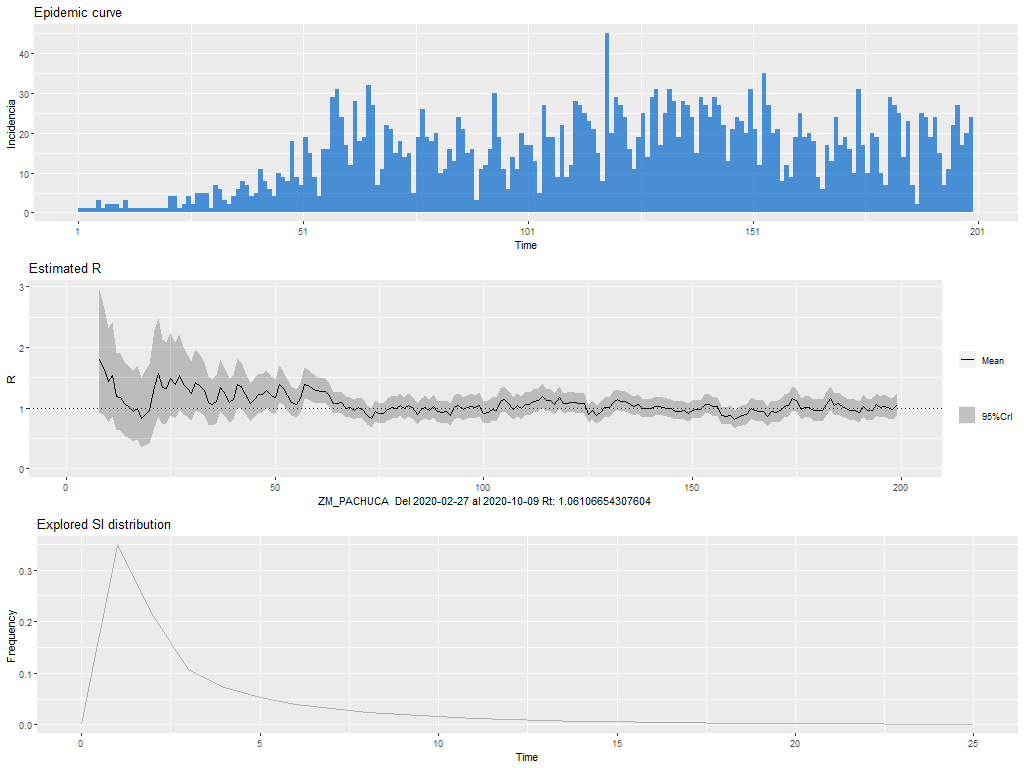 Epidemic curve
Incidencia
40
30
20
10
0
1
51
101
151
201
Time
Estimated R
R
3
2
1
0
0
50
100
150
200
Mean
95%CrI
ZM_PACHUCA Del 2020-02-27 al 2020-10-09 Rt: 1.06106654307604
Explored SI distribution
Frequency
0.3
0.2
0.1
0.0
0
5
10
15
20
25
Time